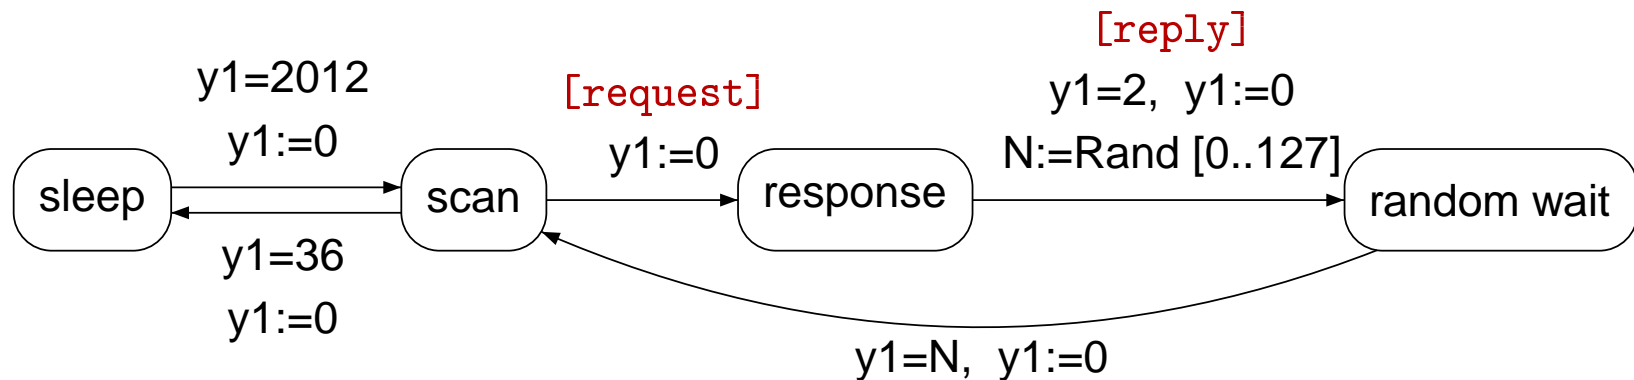 [reply]
y1=2012
[request]
y1=2, y1:=0
y1:=0
y1:=0
N:=Rand [0..127]
sleep
scan
response
random wait
y1=36
y1:=0
y1=N, y1:=0